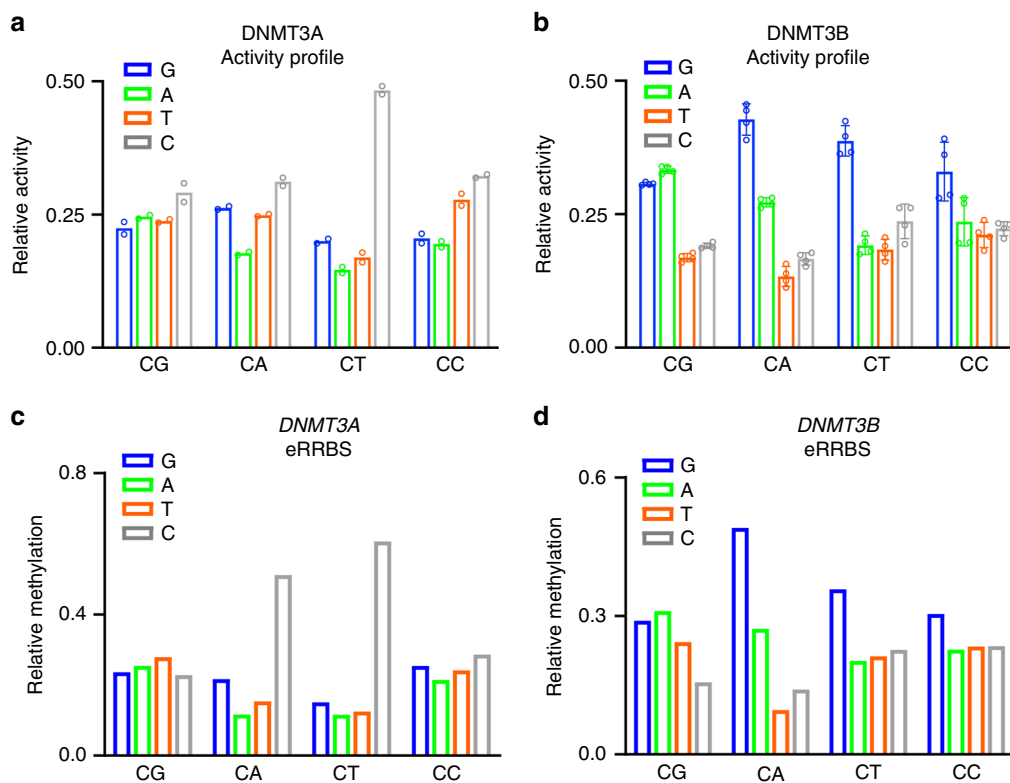 a
DNMT3A
Activity profile
G
A
T
C
Relative activity
0.50
0.25
0.00
CG CA CT CC
b
DNMT3B
Activity profile
G
A
T
C
Relative activity
0.50
0.25
0.00
CG CA CT CC
c
DNMT3A
eRRBS
G
A
T
C
Relative methylation
0.8
0.4
0.0
CG CA CT CC
d
DNMT3B
eRRBS
G
A
T
C
Relative methylation
0.6
0.3
0.0
CG CA CT CC